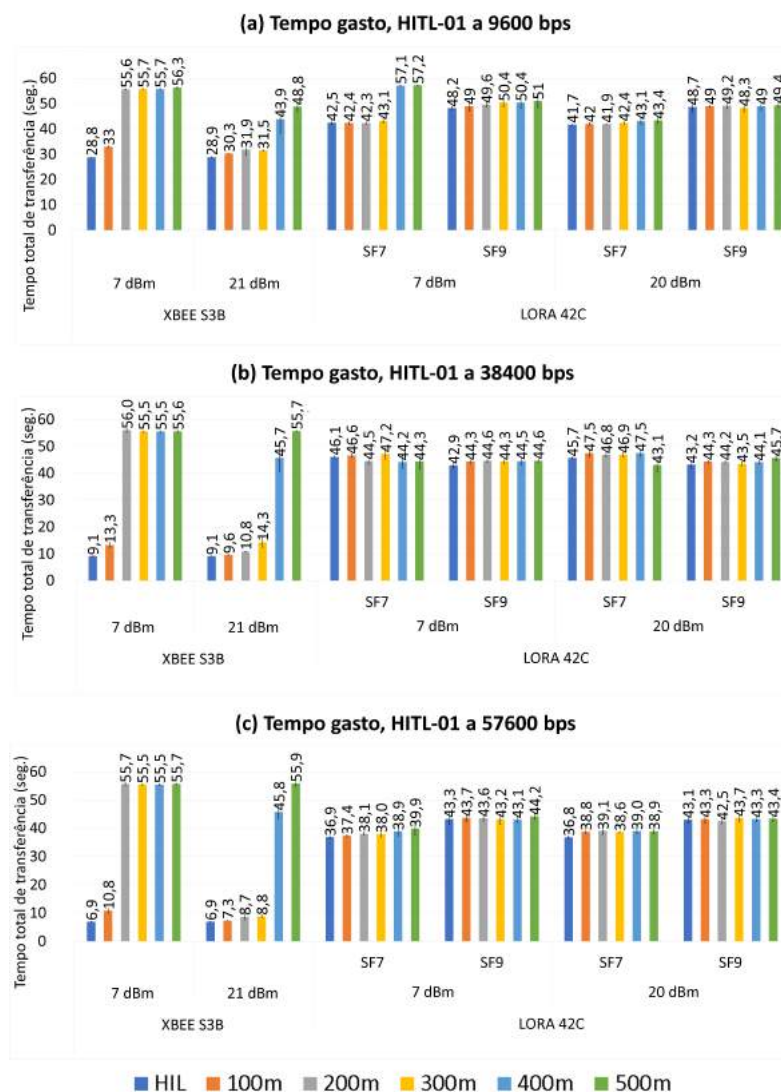 (a) Tempo gasto, HITL-01 a 9600 bps
Tempo total de transferência (seg.)
60
50
40
30
20
10
0
28,8 33 55,6 55,7 55,7 56,3
28,9 30,3 31,9 31,5 43,9 48,8
42,5 42,4 42,3 43,1 57,1 57,2
48,2 49 49,6 50,4 50,4 51
41,7 42 41,9 42,4 43,1 43,4
48,7 49 49,2 48,3 49 49,4
SF7 SF9 SF7 SF9
7 dBm 21 dBm 7 dBm 20 dBm
XBEE S3B LORA 42C
(b) Tempo gasto, HITL-01 a 38400 bps
Tempo total de transferência (seg.)
60
50
40
30
20
10
0
9,1 13,3 56,0 55,5 55,5 55,6
9,1 9,6 10,8 14,3 45,7 55,7
46,1 46,6 44,5 47,2 44,2 44,3
42,9 44,3 44,6 44,3 44,5 44,6
45,7 47,5 46,8 46,9 47,5 43,1
43,2 44,3 44,2 43,5 44,1 45,7
SF7 SF9 SF7 SF9
7 dBm 21 dBm 7 dBm 20 dBm
XBEE S3B LORA 42C
(c) Tempo gasto, HITL-01 a 57600 bps
Tempo total de transferência (seg.)
60
50
40
30
20
10
0
6,9 10,8 55,7 55,5 55,5 55,7
6,9 7,3 8,7 8,8 45,8 55,9
36,9 37,4 38,1 38,0 38,9 39,9
43,3 43,7 43,6 43,2 43,1 44,2
36,8 38,8 39,1 38,6 39,0 38,9
43,1 43,3 42,5 43,7 43,3 43,4
SF7 SF9 SF7 SF9
7 dBm 21 dBm 7 dBm 20 dBm
XBEE S3B LORA 42C
HIL 100m 200m 300m 400m 500m